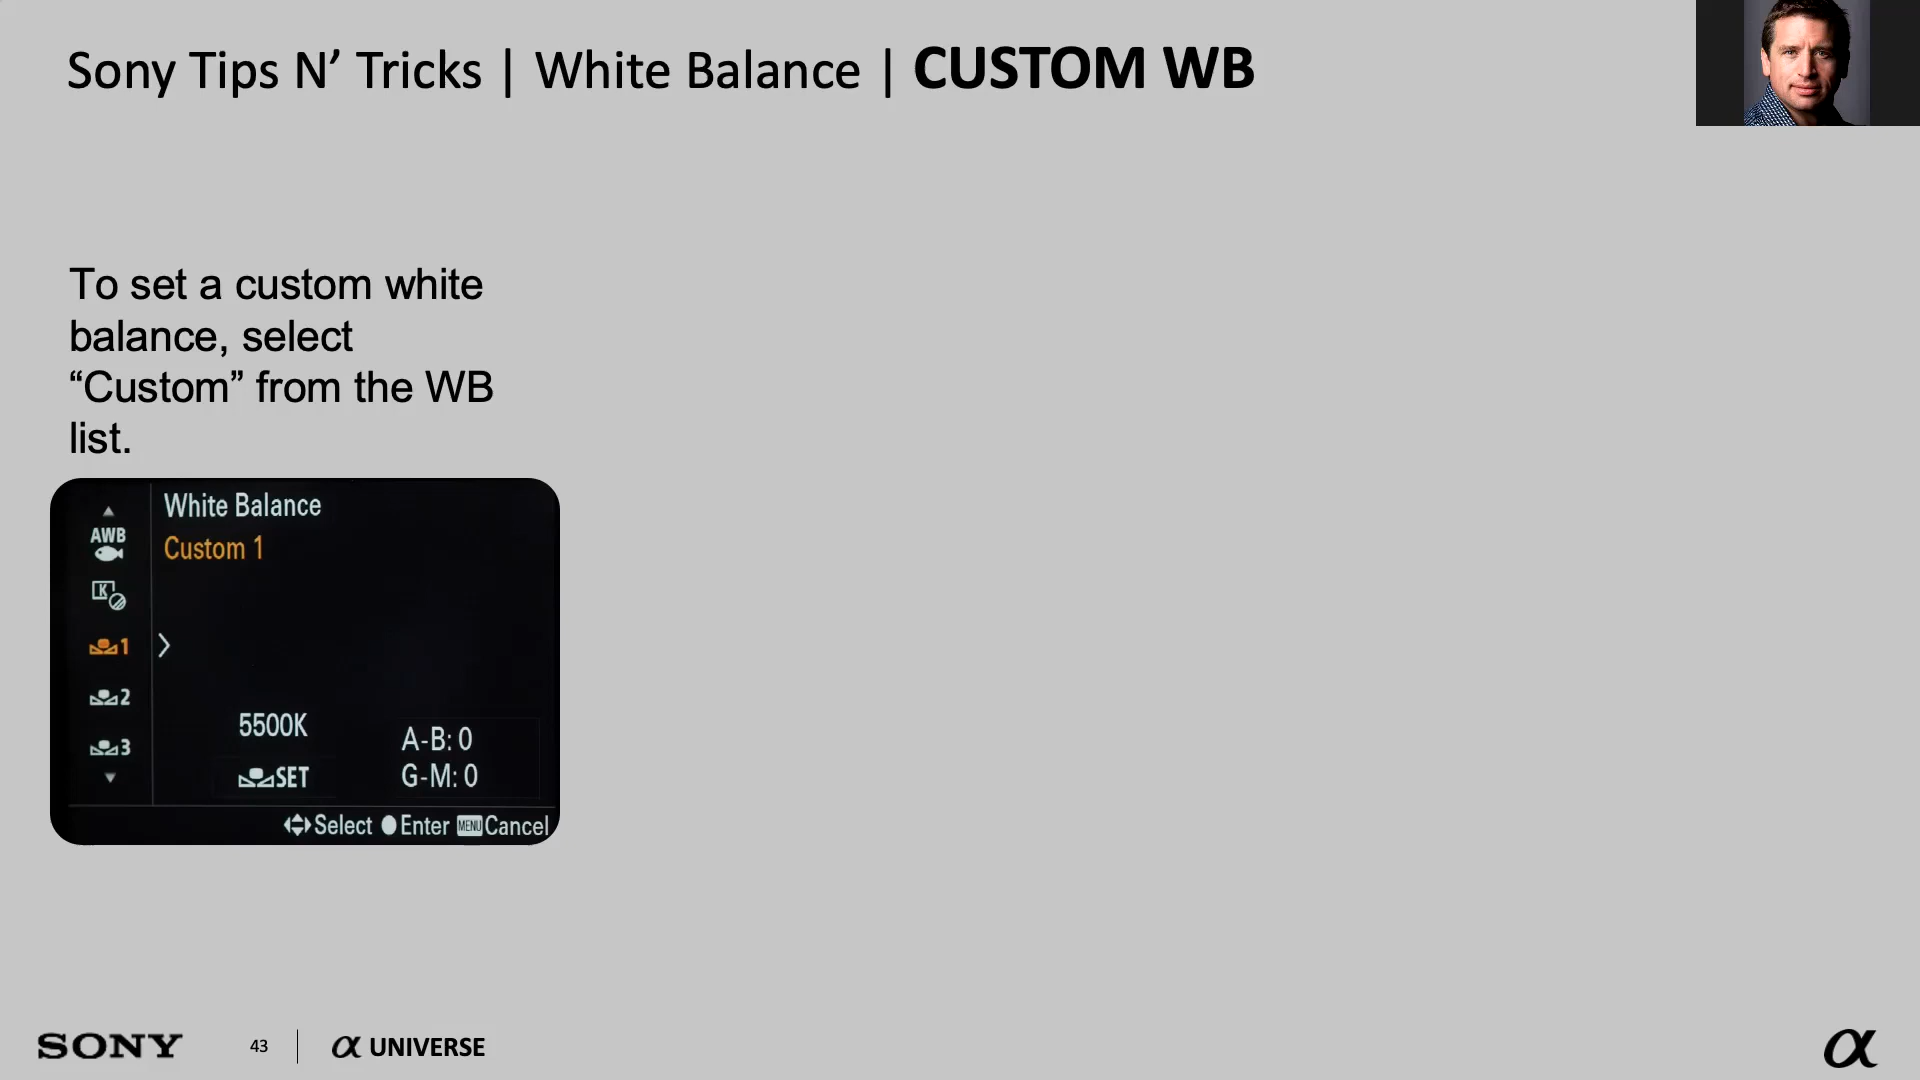 Sony Tips N’ Tricks | White Balance | CUSTOM WB
To set a custom white
balance, select
“Custom” from the WB
list.
White Balance
Custom 1
AWB
K
1
2
3
5500K
SET
A-B: 0
G-M: 0
Select Enter MENU Cancel
SONY
43
α UNIVERSE
α